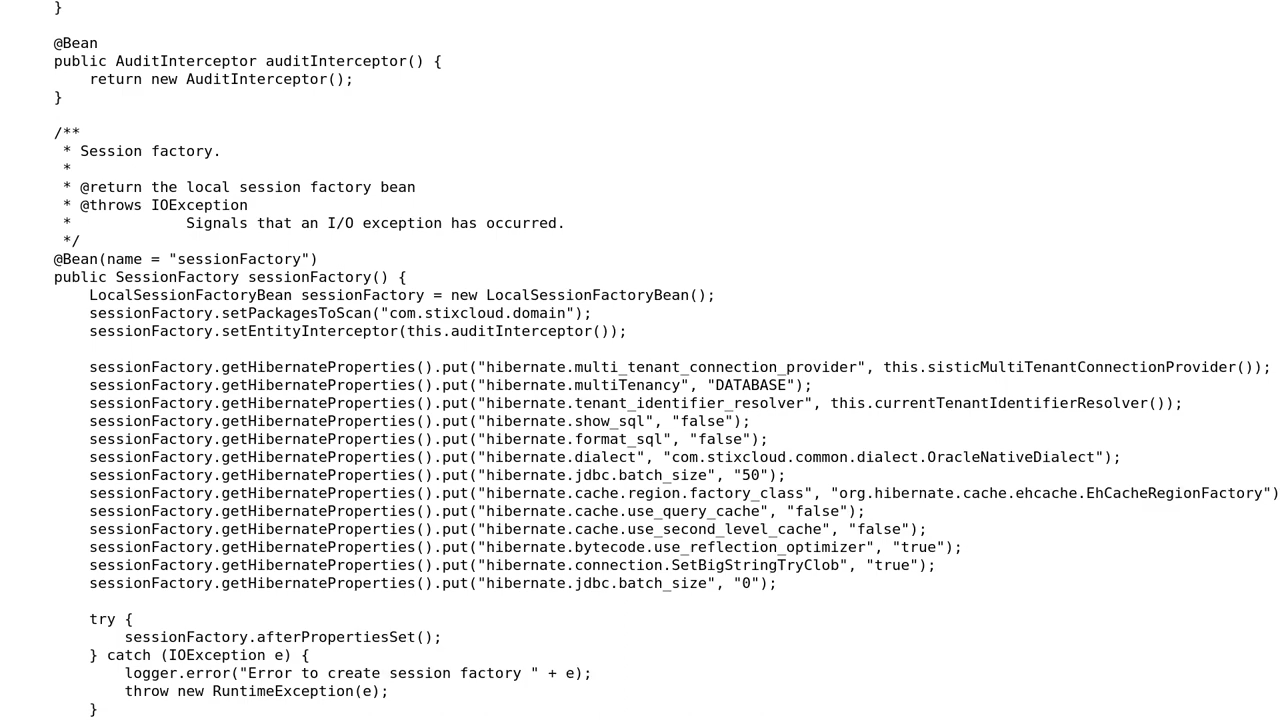 }
@Bean
public AuditInterceptor auditInterceptor() {
return new AuditInterceptor();
}
/**
* Session factory.
*
* @return the local session factory bean
* @throws IOException
* Signals that an I/O exception has occurred.
*/
@Bean(name = "sessionFactory")
public SessionFactory sessionFactory() {
LocalSessionFactoryBean sessionFactory = new LocalSessionFactoryBean();
sessionFactory.setPackagesToScan("com.stixcloud.domain");
sessionFactory.setEntityInterceptor(this.auditInterceptor());
sessionFactory.getHibernateProperties().put("hibernate.multi_tenant_connection_provider", this.sisticMultiTenantConnectionProvider());
sessionFactory.getHibernateProperties().put("hibernate.multiTenancy", "DATABASE");
sessionFactory.getHibernateProperties().put("hibernate.tenant_identifier_resolver", this.currentTenantIdentifierResolver());
sessionFactory.getHibernateProperties().put("hibernate.show_sql", "false");
sessionFactory.getHibernateProperties().put("hibernate.format_sql", "false");
sessionFactory.getHibernateProperties().put("hibernate.dialect", "com.stixcloud.common.dialect.OracleNativeDialect");
sessionFactory.getHibernateProperties().put("hibernate.jdbc.batch_size", "50");
sessionFactory.getHibernateProperties().put("hibernate.cache.region.factory_class", "org.hibernate.cache.ehcache.EhCacheRegionFactory")
sessionFactory.getHibernateProperties().put("hibernate.cache.use_query_cache", "false");
sessionFactory.getHibernateProperties().put("hibernate.cache.use_second_level_cache", "false");
sessionFactory.getHibernateProperties().put("hibernate.bytecode.use_reflection_optimizer", "true");
sessionFactory.getHibernateProperties().put("hibernate.connection.SetBigStringTryClob", "true");
sessionFactory.getHibernateProperties().put("hibernate.jdbc.batch_size", "0");
try {
sessionFactory.afterPropertiesSet();
} catch (IOException e) {
logger.error("Error to create session factory " + e);
throw new RuntimeException(e);
}